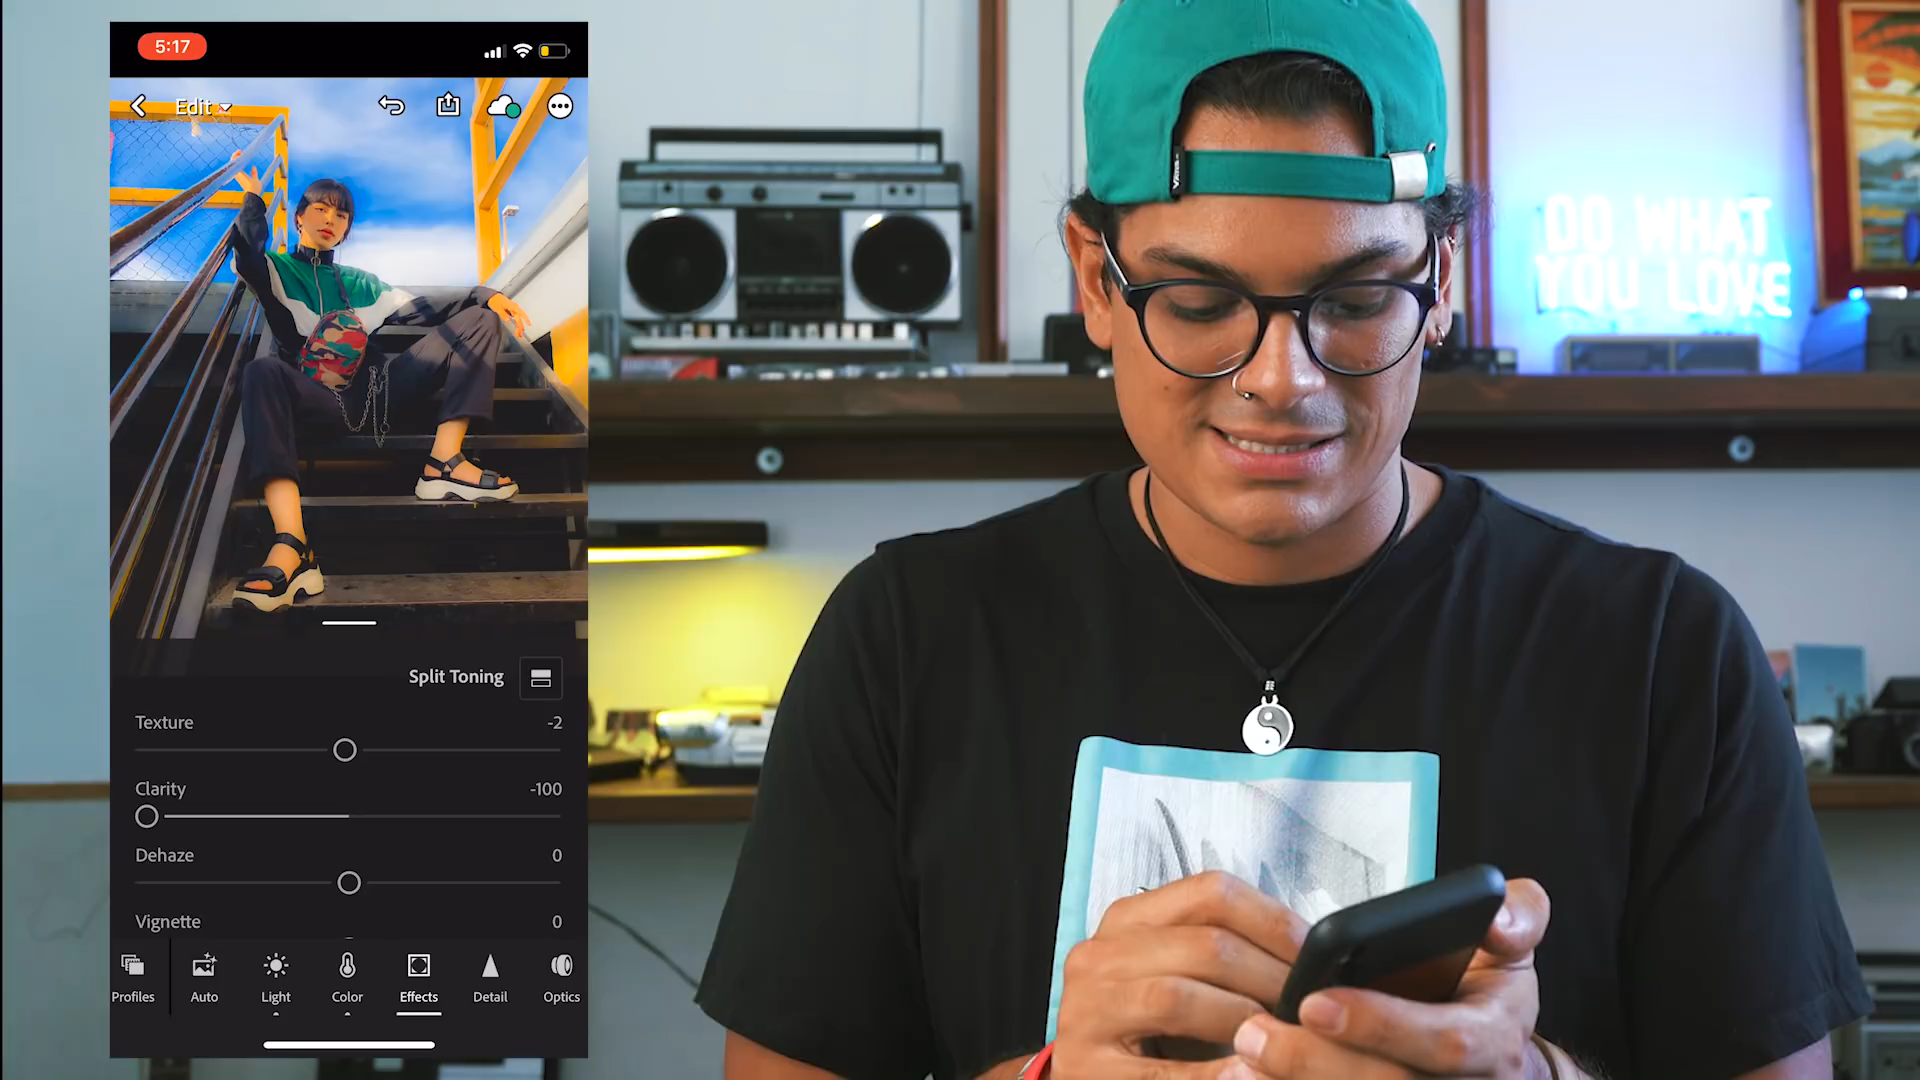 5:17
Edit
Split Toning
Texture -2
Clarity -100
Dehaze 0
Vignette 0
Profiles Auto Light Color Effects Detail Optics
DO WHAT
YOU LOVE